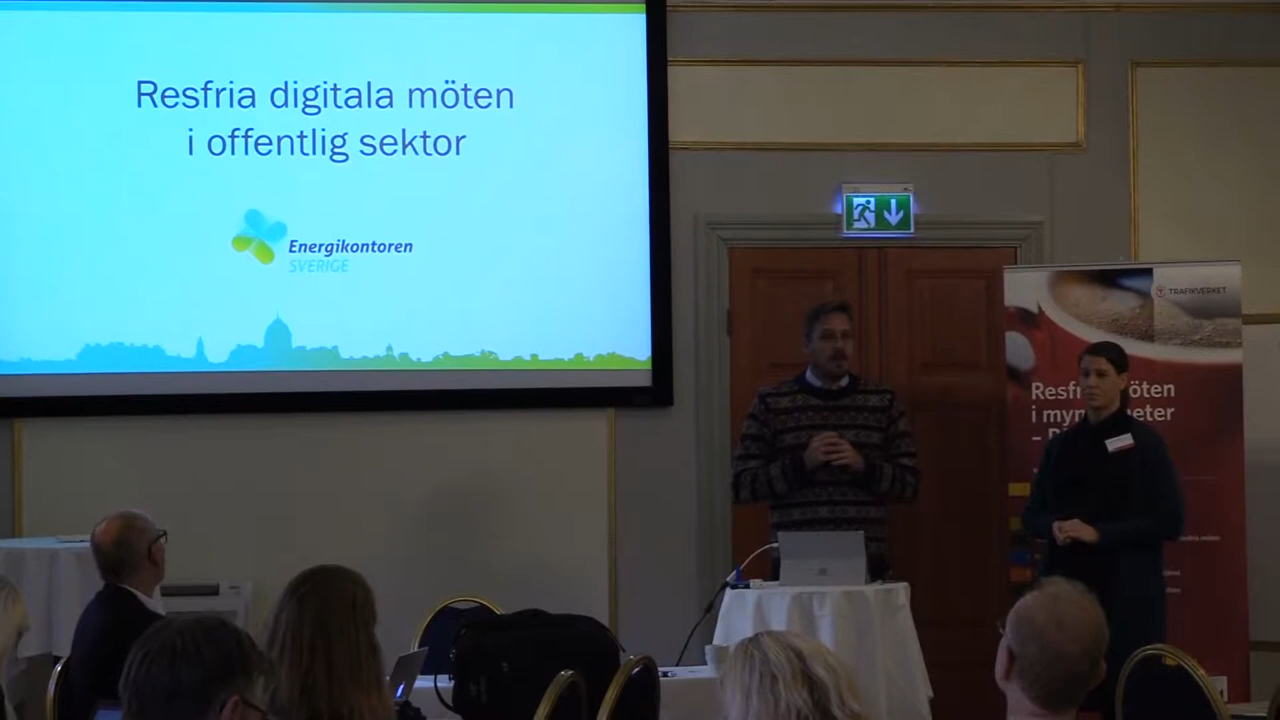 Resfria digitala möten
i offentlig sektor
Energikontoren
SVERIGE
TRAFIKVERKET
Resfria möten
i myndigheter